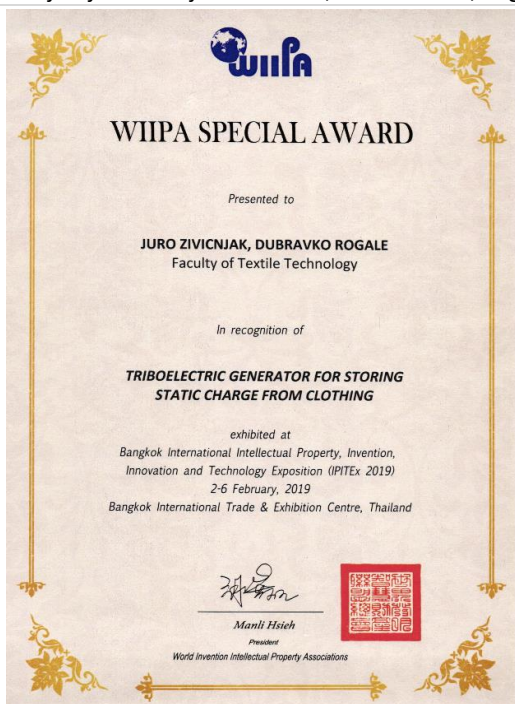 WIIPA
WIIPA SPECIAL AWARD
Presented to
JURO ZIVICNJAK, DUBRAVKO ROGALE
Faculty of Textile Technology
In recognition of
TRIBOELECTRIC GENERATOR FOR STORING
STATIC CHARGE FROM CLOTHING
exhibited at
Bangkok International Intellectual Property, Invention,
Innovation and Technology Exposition (IPITEx 2019)
2-6 February, 2019
Bangkok International Trade & Exhibition Centre, Thailand
Manli Hsieh
President
World Invention Intellectual Property Associations